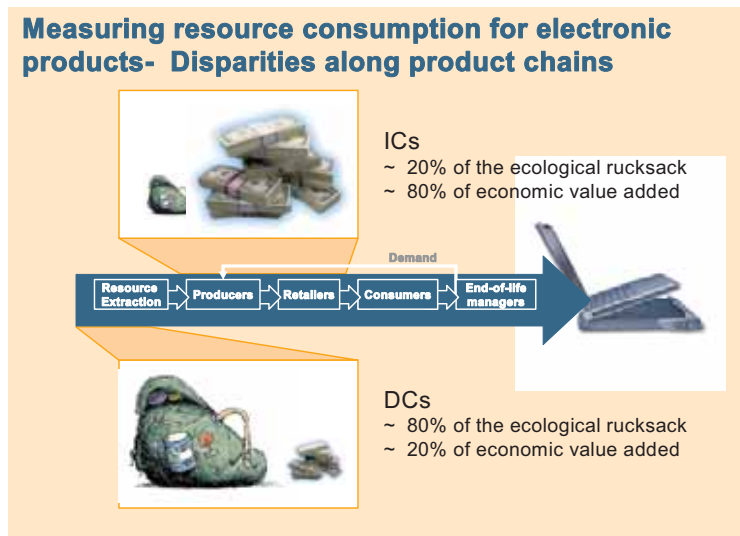 Measuring resource consumption for electronic
products- Disparities along product chains
ICs
~ 20% of the ecological rucksack
~ 80% of economic value added
Demand
Resource
Extraction
Producers
Retailers
Consumers
End-of-life
managers
DCs
~ 80% of the ecological rucksack
~ 20% of economic value added